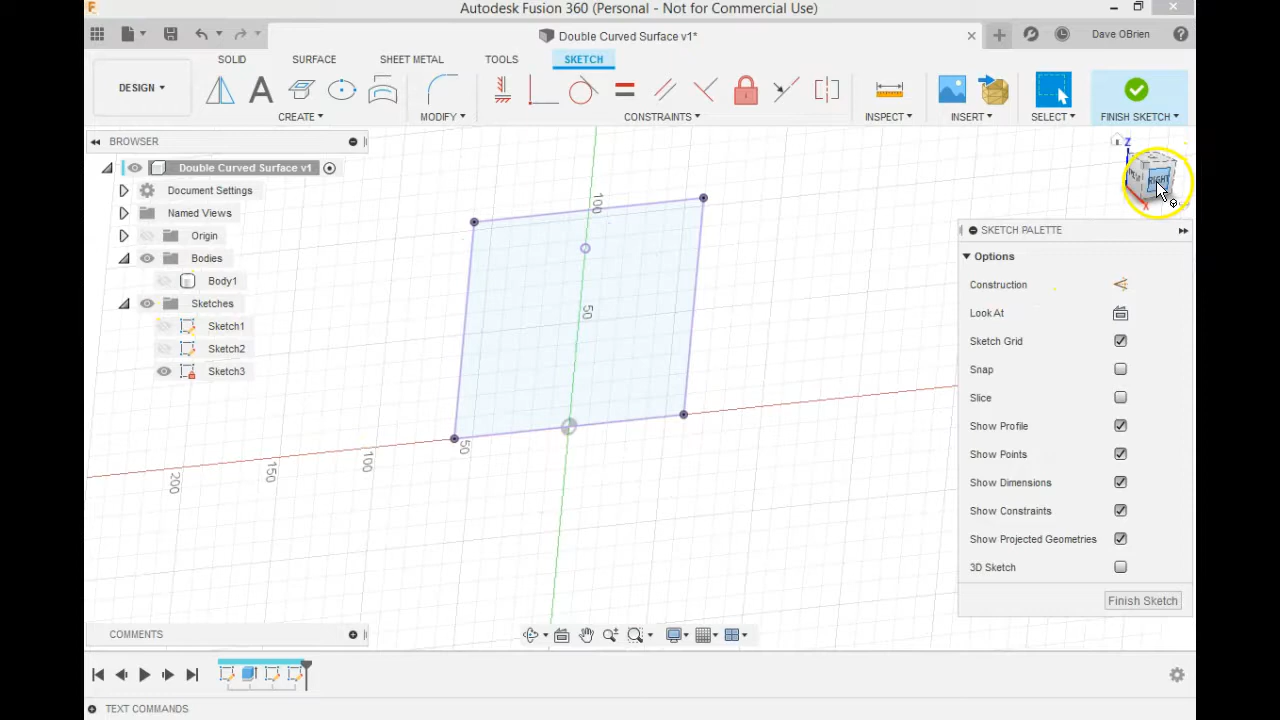 Autodesk Fusion 360 (Personal - Not for Commercial Use)
Double Curved Surface v1*
Dave OBrien
SOLID
SURFACE
SHEET METAL
TOOLS
SKETCH
DESIGN
CREATE
MODIFY
CONSTRAINTS
INSPECT
INSERT
SELECT
FINISH SKETCH
BROWSER
Double Curved Surface v1
Document Settings
Named Views
Origin
Bodies
Body1
Sketches
Sketch1
Sketch2
Sketch3
100
50
50
100
150
200
Z
RIGHT
X
SKETCH PALETTE
Options
Construction
Look At
Sketch Grid
Snap
Slice
Show Profile
Show Points
Show Dimensions
Show Constraints
Show Projected Geometries
3D Sketch
Finish Sketch
COMMENTS
TEXT COMMANDS